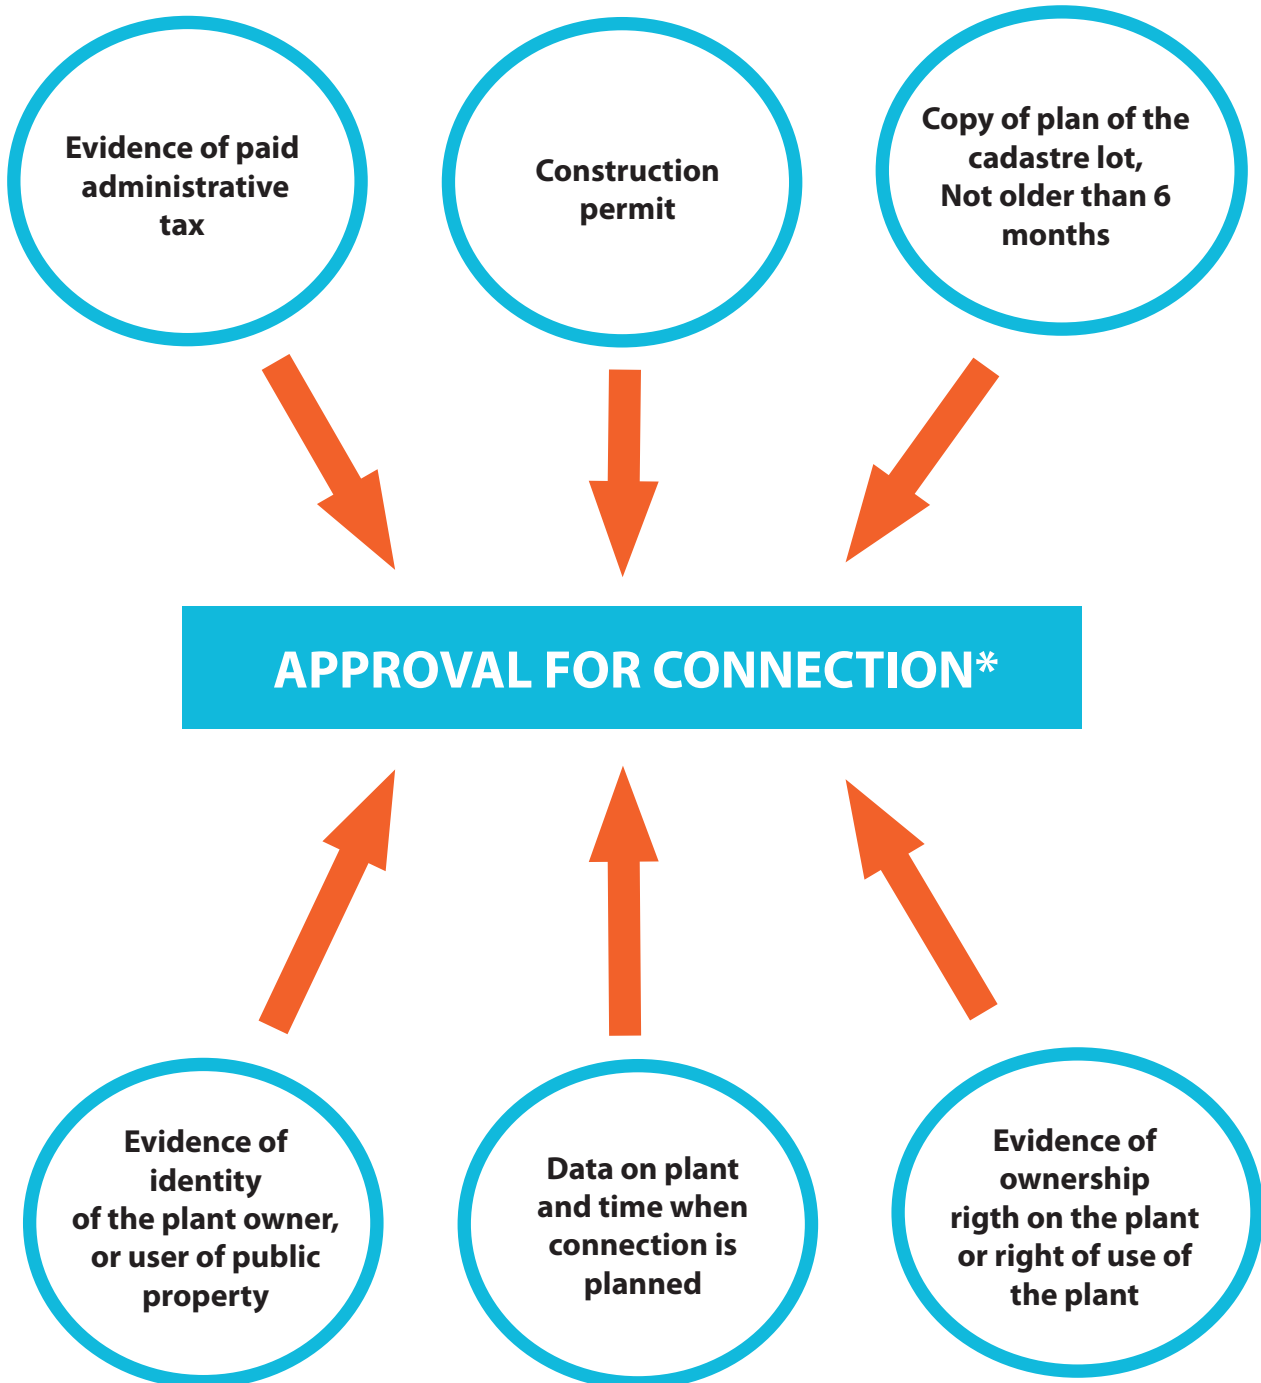 Evidence of paid
administrative
tax
Construction
permit
Copy of plan of the
cadastre lot,
Not older than 6
months
APPROVAL FOR CONNECTION*
Evidence of
identity
of the plant owner,
or user of public
property
Data on plant
and time when
connection is
planned
Evidence of
ownership
rigth on the plant
or right of use of
the plant